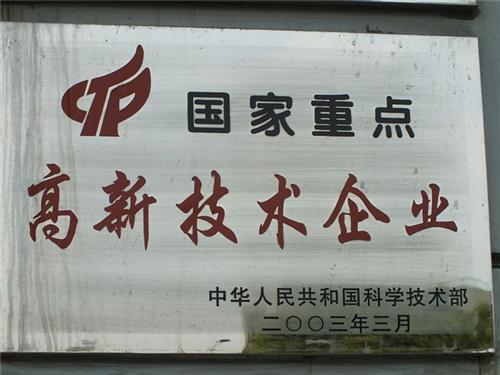 国家重点
高新技术企业
中华人民共和国科学技术部
二〇〇三年三月